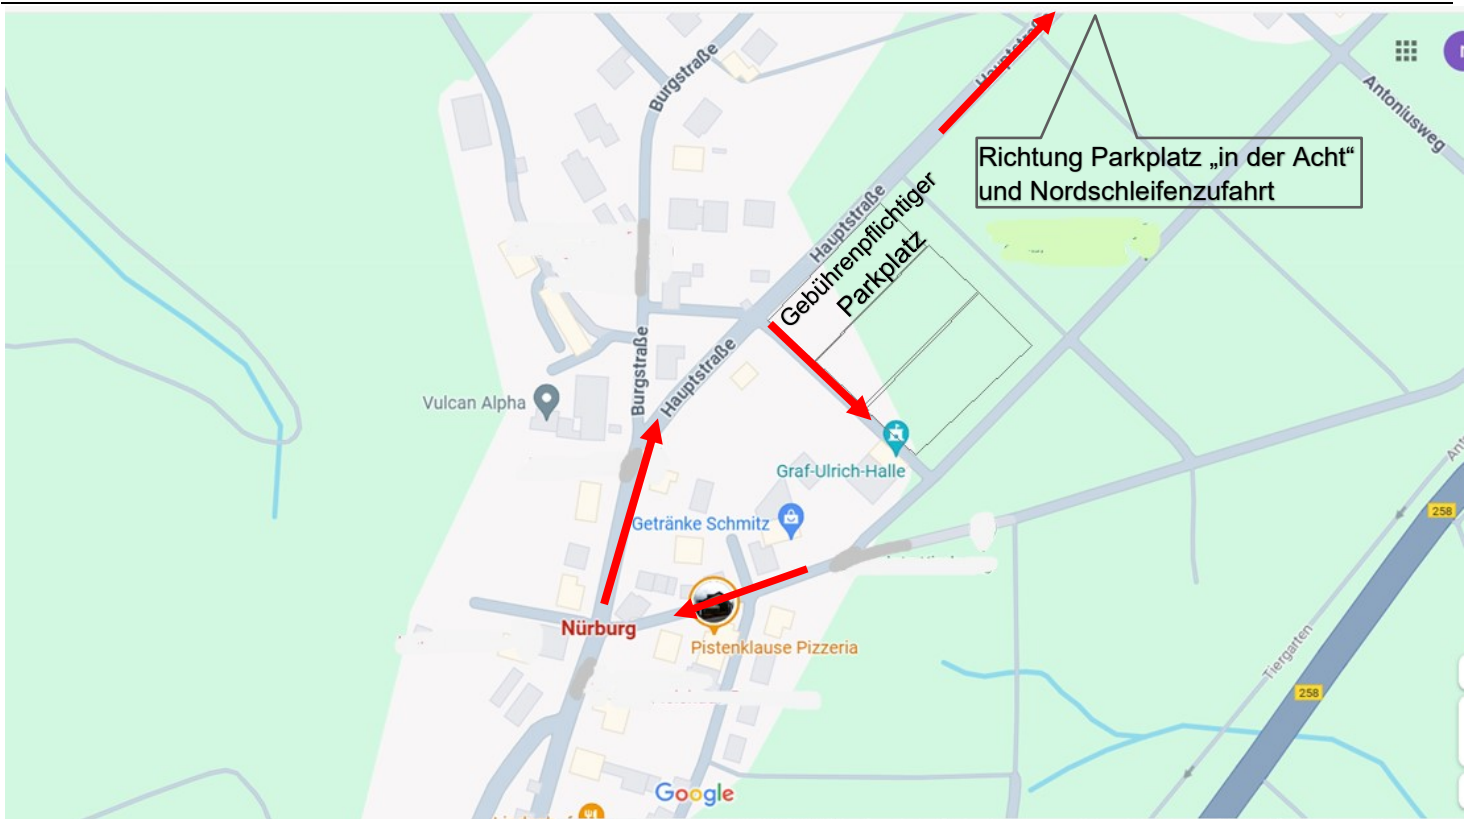 Burgstraße
Hauptstraße
Antoniusweg
Richtung Parkplatz „in der Acht“
und Nordschleifenzufahrt
Hauptstraße
Gebührenpflichtiger
Parkplatz
Burgstraße
Hauptstraße
Vulcan Alpha
Graf-Ulrich-Halle
Getränke Schmitz
258
Nürburg
Pistenklause Pizzeria
Tiergarten
258
Google